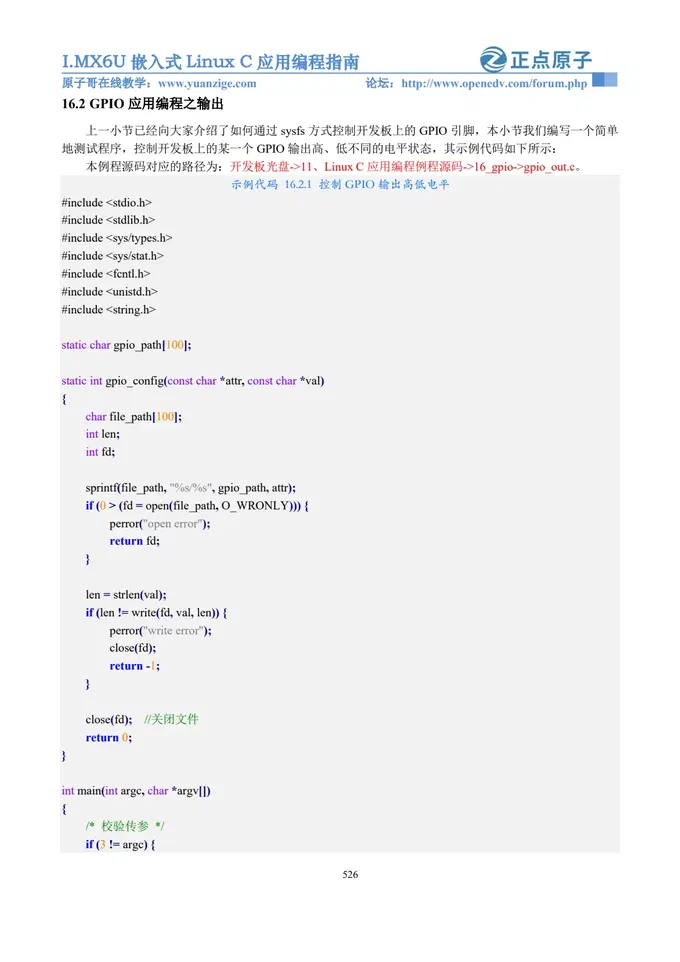 I.MX6U 嵌入式 Linux C 应用编程指南
正点原子
原子哥在线教学：www.yuanzige.com
论坛：http://www.openedv.com/forum.php
16.2 GPIO 应用编程之输出
上一小节已经向大家介绍了如何通过 sysfs 方式控制开发板上的 GPIO 引脚，本小节我们编写一个简单
地测试程序，控制开发板上的某一个 GPIO 输出高、低不同的电平状态，其示例代码如下所示：
本例程源码对应的路径为：开发板光盘->11、Linux C 应用编程例程源码->16_gpio->gpio_out.c。
示例代码 16.2.1 控制 GPIO 输出高低电平
#include <stdio.h>
#include <stdlib.h>
#include <sys/types.h>
#include <sys/stat.h>
#include <fcntl.h>
#include <unistd.h>
#include <string.h>
static char gpio_path[100];
static int gpio_config(const char *attr, const char *val)
{
char file_path[100];
int len;
int fd;
sprintf(file_path, "%s/%s", gpio_path, attr);
if (0 > (fd = open(file_path, O_WRONLY))) {
perror("open error");
return fd;
}
len = strlen(val);
if (len != write(fd, val, len)) {
perror("write error");
close(fd);
return -1;
}
close(fd); //关闭文件
return 0;
}
int main(int argc, char *argv[])
{
/* 校验传参 */
if (3 != argc) {
526